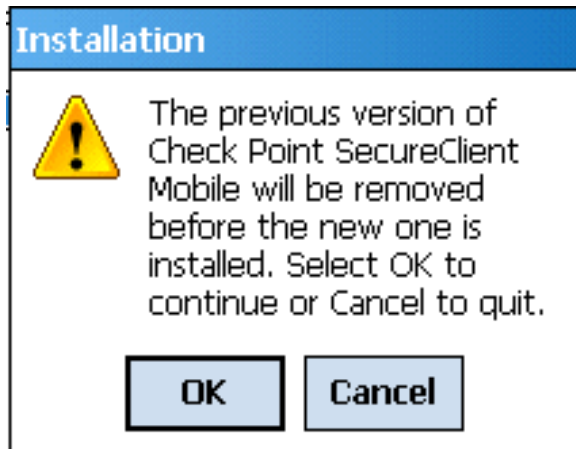 Installation
The previous version of
Check Point SecureClient
Mobile will be removed
before the new one is
installed. Select OK to
continue or Cancel to quit.
OK Cancel